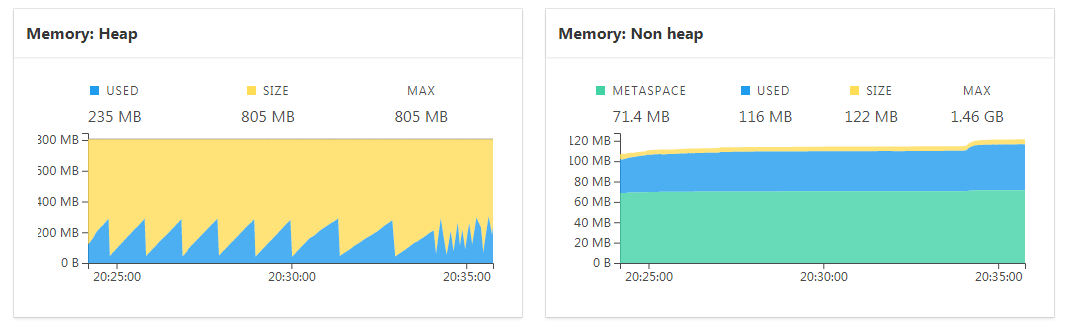 Memory: Heap
USED SIZE MAX
235 MB 805 MB 805 MB
800 MB
600 MB
400 MB
200 MB
0 B
20:25:00 20:30:00 20:35:00
Memory: Non heap
METASPACE USED SIZE MAX
71.4 MB 116 MB 122 MB 1.46 GB
120 MB
100 MB
80 MB
60 MB
40 MB
20 MB
0 B
20:25:00 20:30:00 20:35:00